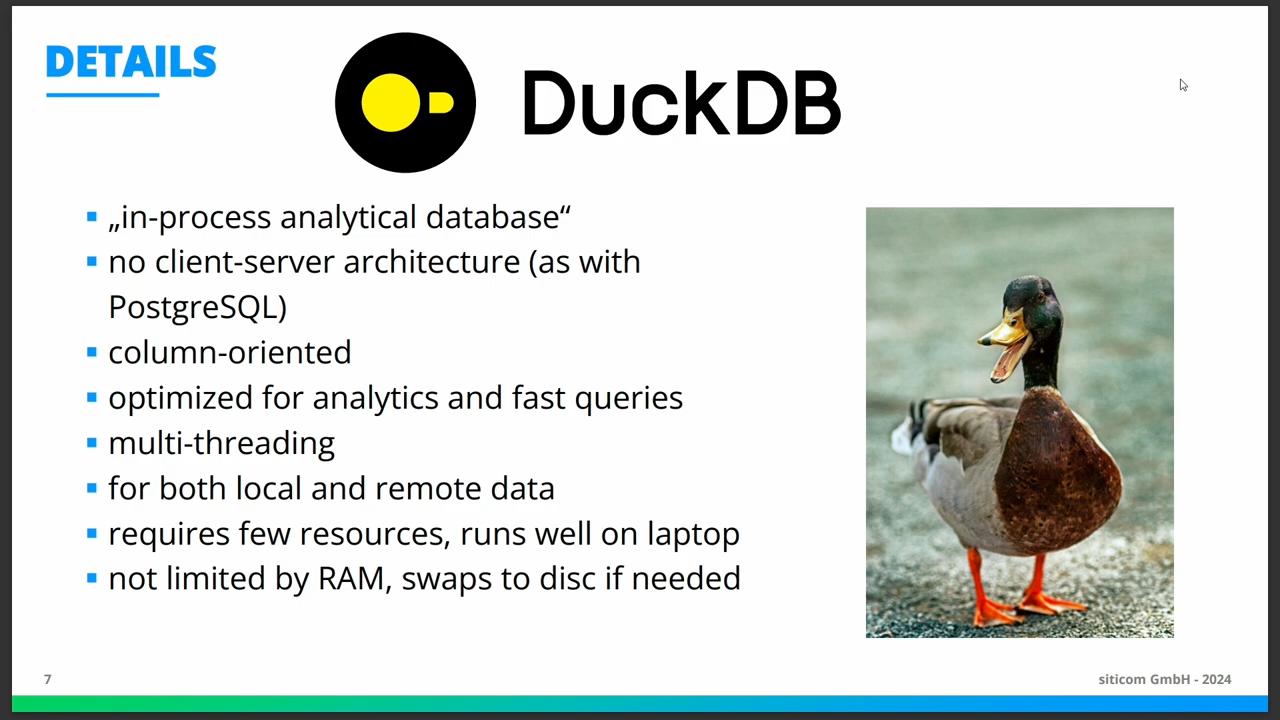 DETAILS
DuckDB
„in-process analytical database“
no client-server architecture (as with
PostgreSQL)
column-oriented
optimized for analytics and fast queries
multi-threading
for both local and remote data
requires few resources, runs well on laptop
not limited by RAM, swaps to disc if needed
7
siticom GmbH - 2024